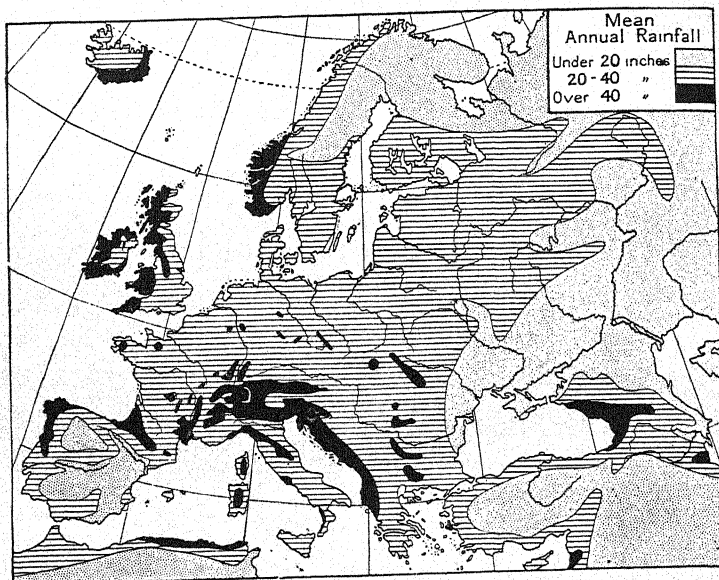 Mean
Annual Rainfall
Under 20 inches
20-40 "
Over 40 "